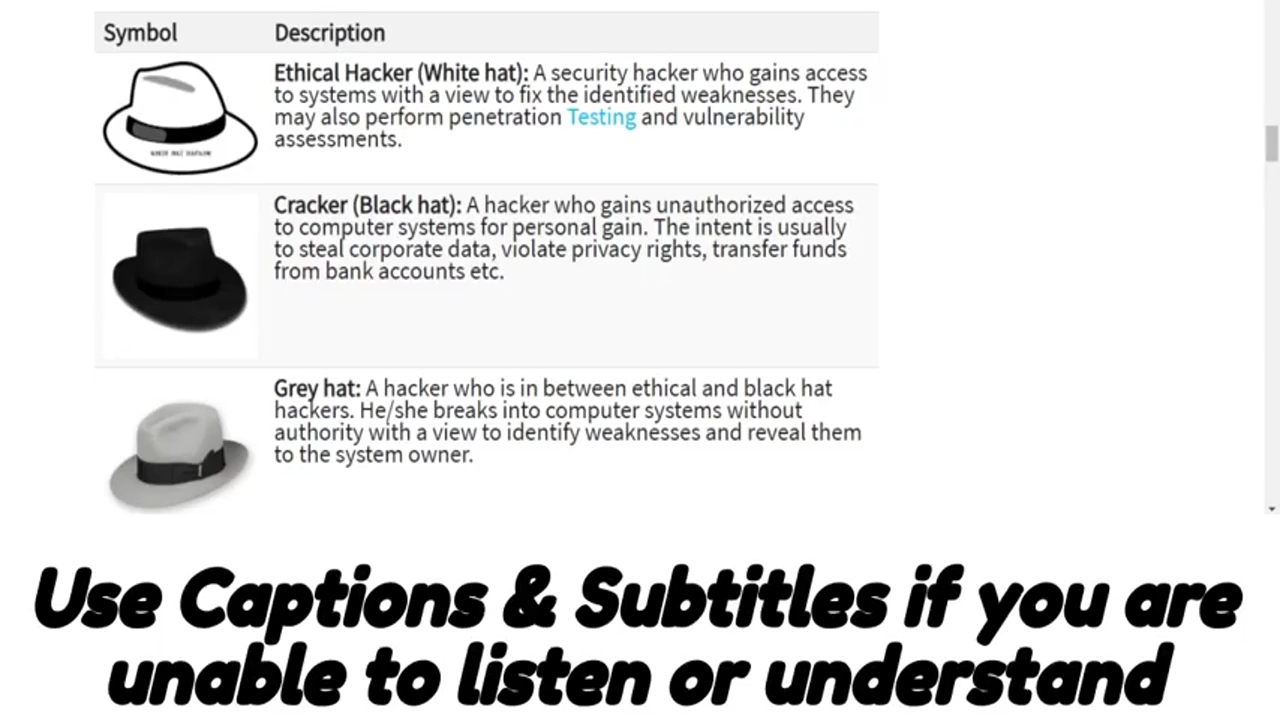 Symbol Description
Ethical Hacker (White hat): A security hacker who gains access
to systems with a view to fix the identified weaknesses. They
may also perform penetration Testing and vulnerability
assessments.
Cracker (Black hat): A hacker who gains unauthorized access
to computer systems for personal gain. The intent is usually
to steal corporate data, violate privacy rights, transfer funds
from bank accounts etc.
Grey hat: A hacker who is in between ethical and black hat
hackers. He/she breaks into computer systems without
authority with a view to identify weaknesses and reveal them
to the system owner.
Use Captions & Subtitles if you are
unable to listen or understand